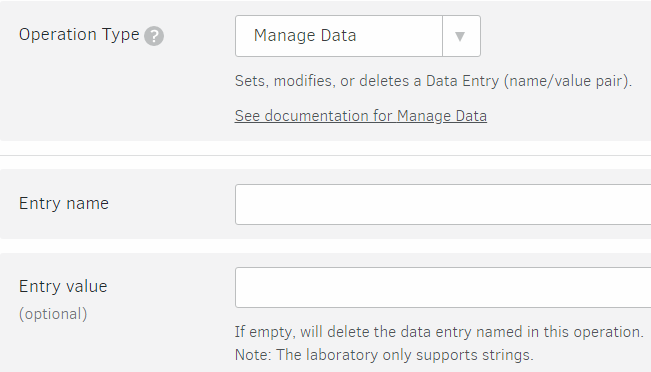 Operation Type ?
Manage Data
Sets, modifies, or deletes a Data Entry (name/value pair).
See documentation for Manage Data
Entry name
Entry value
(optional)
If empty, will delete the data entry named in this operation.
Note: The laboratory only supports strings.